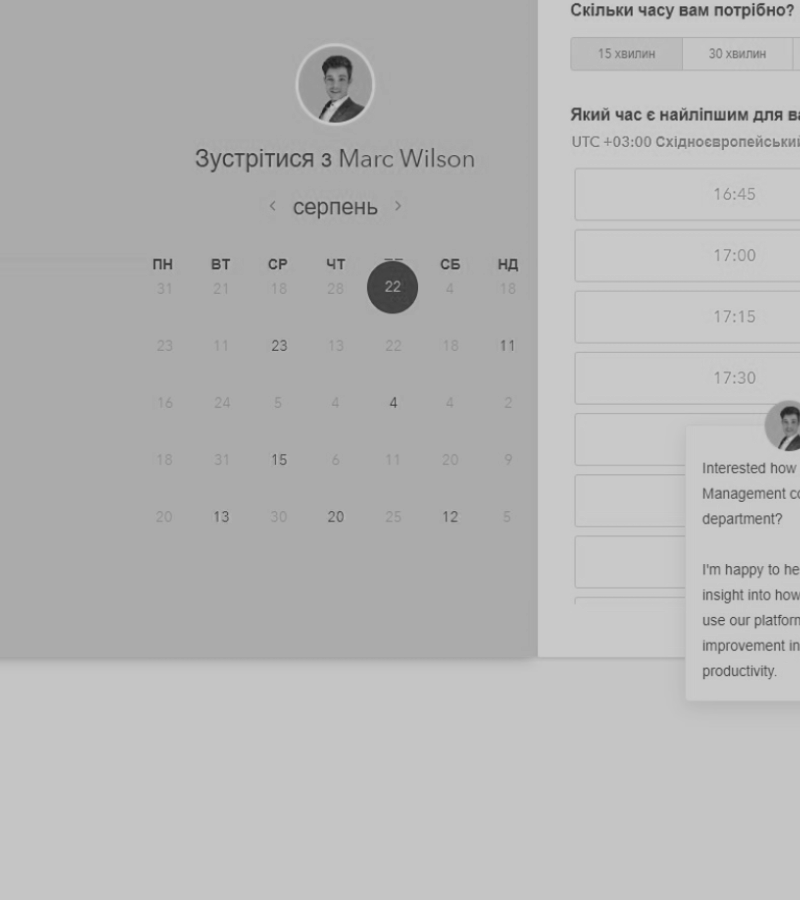 Зустрітися з Marc Wilson
< серпень >
ПН ВТ СР ЧТ СБ НД
31 21 18 28 22 4 18
23 11 23 13 22 18 11
16 24 5 4 4 4 2
18 31 15 6 11 20 9
20 13 30 20 25 12 5
Скільки часу вам потрібно?
15 хвилин 30 хвилин
Який час є найліпшим для ва
UTC +03:00 Східноєвропейський
16:45
17:00
17:15
17:30
Interested how
Management co
department?
I'm happy to he
insight into how
use our platform
improvement in
productivity.